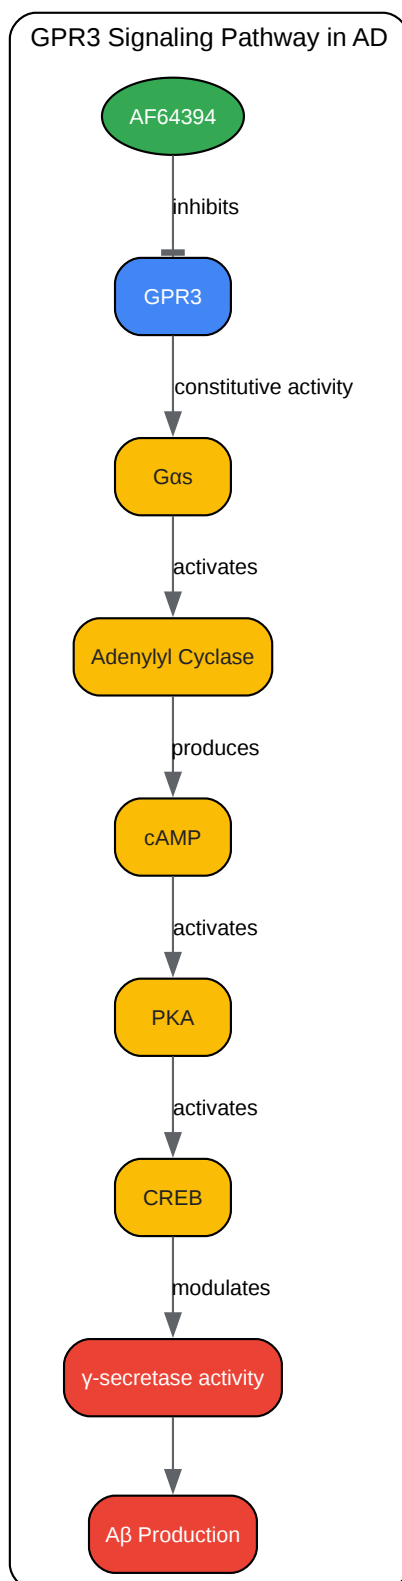 GPR3 Signaling Pathway in AD
AF64394
inhibits
GPR3
constitutive activity
Gαs
activates
Adenylyl Cyclase
produces
cAMP
activates
PKA
activates
CREB
modulates
γ-secretase activity
Aβ Production